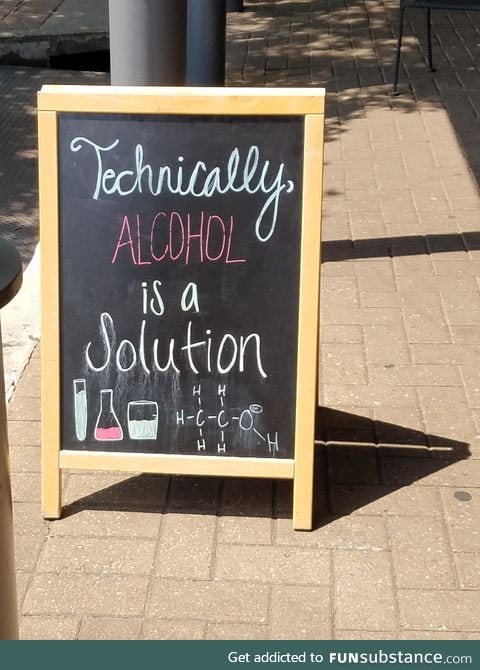 Technically,
ALCOHOL
is a
Solution
H H
H-C-C-O
H H H
Get addicted to FUNsubstance.com